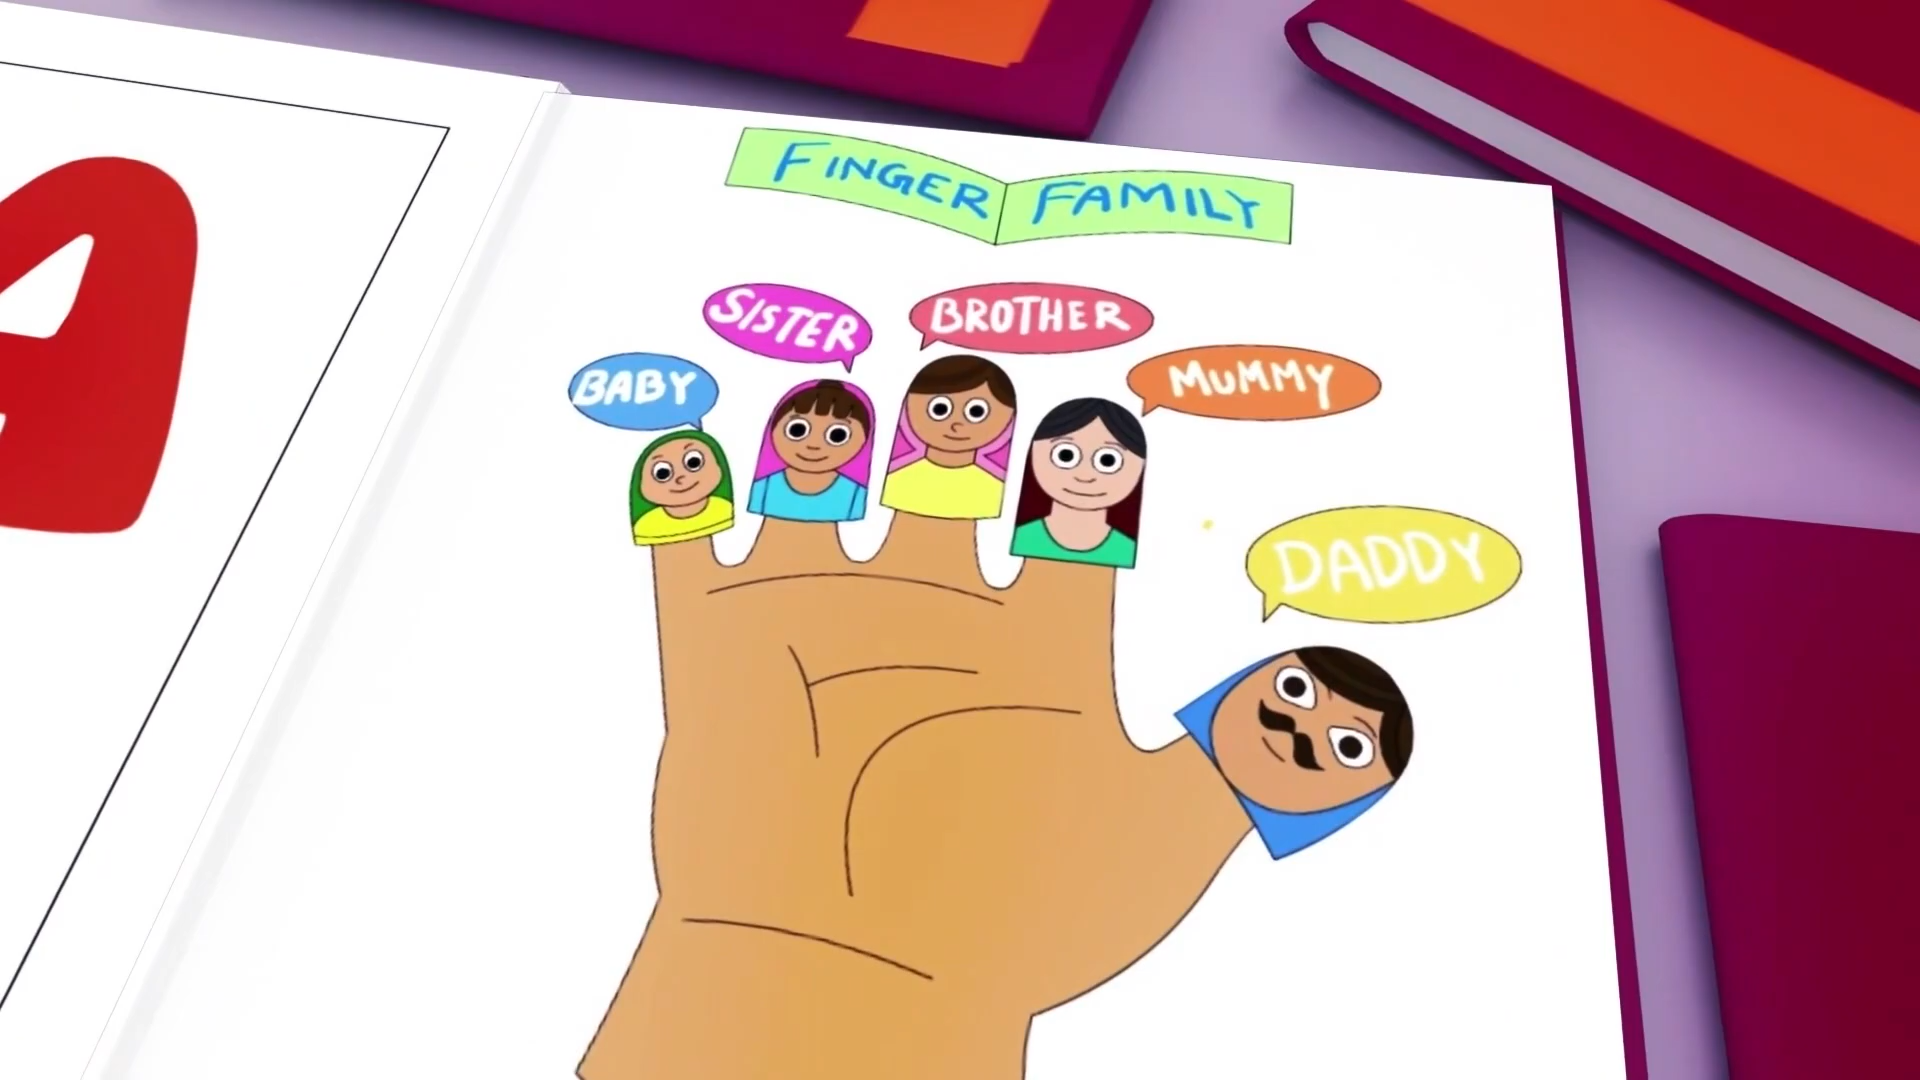 A
FINGER FAMILY
SISTER
BROTHER
BABY
MUMMY
DADDY